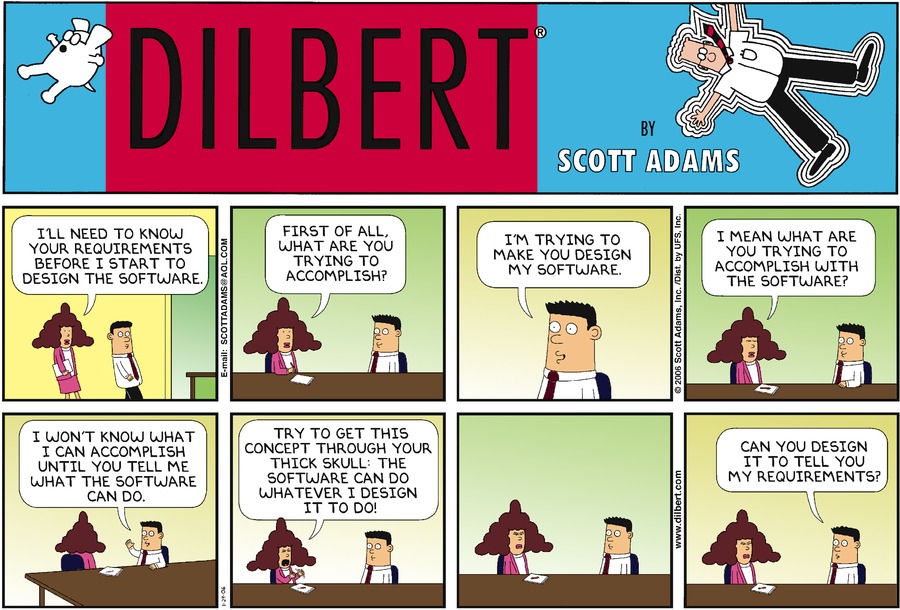 DILBERT®
BY
SCOTT ADAMS
I'LL NEED TO KNOW
YOUR REQUIREMENTS
BEFORE I START TO
DESIGN THE SOFTWARE.
E-mail: SCOTTADAMS@AOL.COM
FIRST OF ALL,
WHAT ARE YOU
TRYING TO
ACCOMPLISH?
I'M TRYING TO
MAKE YOU DESIGN
MY SOFTWARE.
© 2006 Scott Adams, Inc./Dist. by UFS, Inc.
I MEAN WHAT ARE
YOU TRYING TO
ACCOMPLISH WITH
THE SOFTWARE?
I WON'T KNOW WHAT
I CAN ACCOMPLISH
UNTIL YOU TELL ME
WHAT THE SOFTWARE
CAN DO.
1-29-06
TRY TO GET THIS
CONCEPT THROUGH YOUR
THICK SKULL: THE
SOFTWARE CAN DO
WHATEVER I DESIGN
IT TO DO!
www.dilbert.com
CAN YOU DESIGN
IT TO TELL YOU
MY REQUIREMENTS?